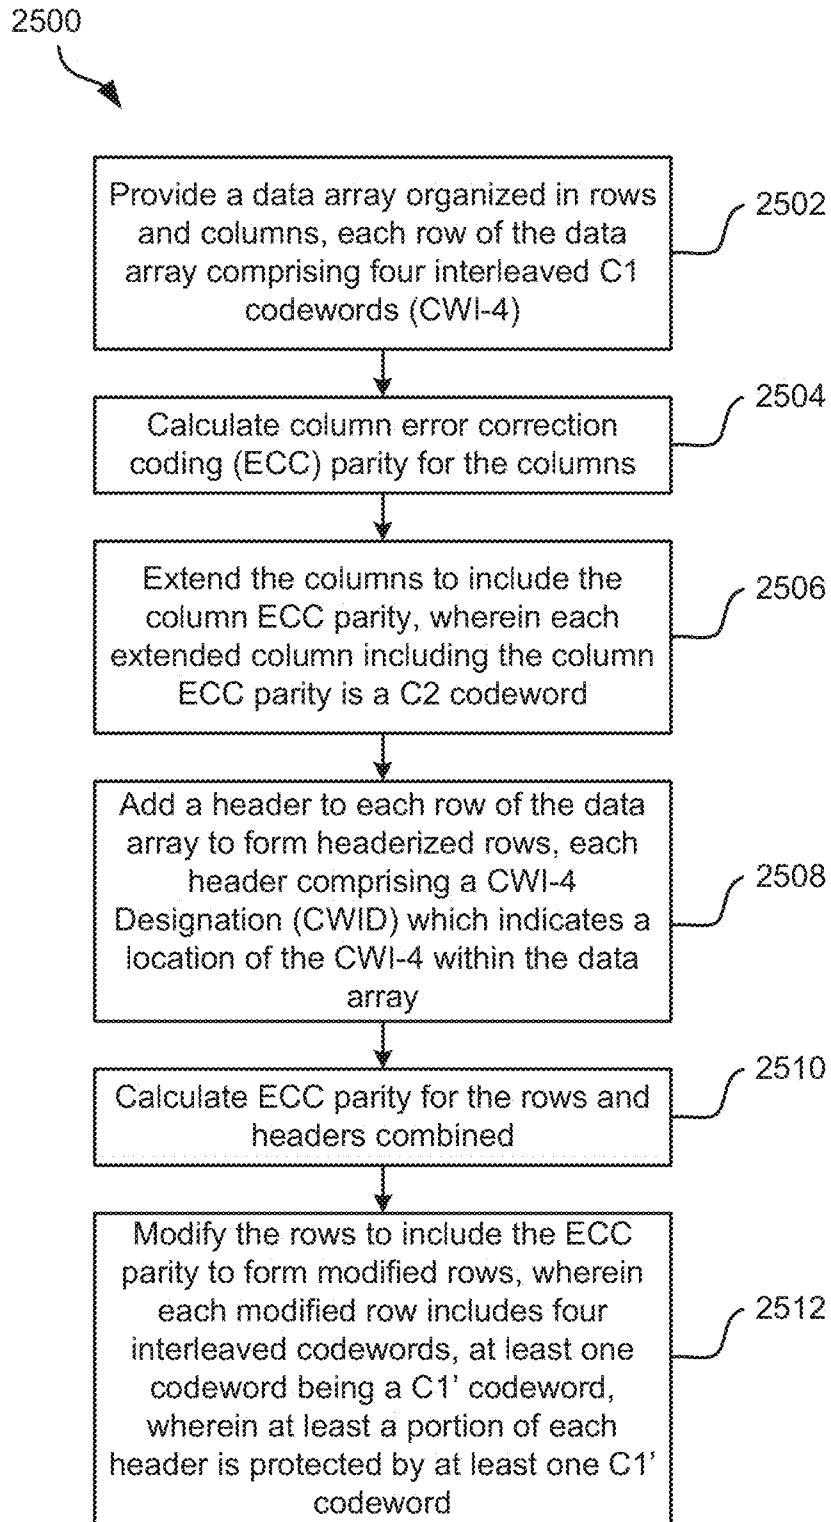 2500
Provide a data array organized in rows
and columns, each row of the data
array comprising four interleaved C1
codewords (CWI-4)
2502
Calculate column error correction
coding (ECC) parity for the columns
2504
Extend the columns to include the
column ECC parity, wherein each
extended column including the column
ECC parity is a C2 codeword
2506
Add a header to each row of the data
array to form headerized rows, each
header comprising a CWI-4
Designation (CWID) which indicates a
location of the CWI-4 within the data
array
2508
Calculate ECC parity for the rows and
headers combined
2510
Modify the rows to include the ECC
parity to form modified rows, wherein
each modified row includes four
interleaved codewords, at least one
codeword being a C1' codeword,
wherein at least a portion of each
header is protected by at least one C1'
codeword
2512